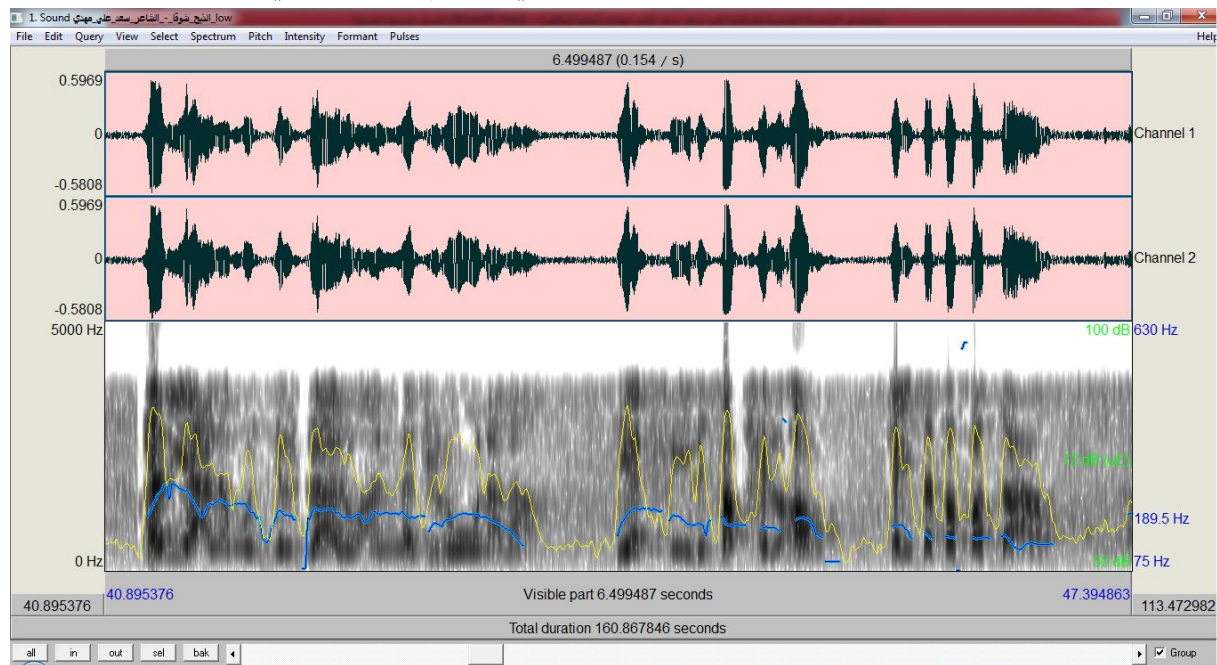 1. Sound الذبح_شوقًا_-_الشاعر_سعد_علي_مهدي_low
File Edit Query View Select Spectrum Pitch Intensity Formant Pulses Help
6.499487 (0.154 / s)
0.5969
0
-0.5808
Channel 1
0.5969
0
-0.5808
Channel 2
5000 Hz 100 dB 630 Hz
189.5 Hz
0 Hz 75 Hz
40.895376 40.895376 Visible part 6.499487 seconds 47.394863 113.472982
Total duration 160.867846 seconds
all in out sel bak Group